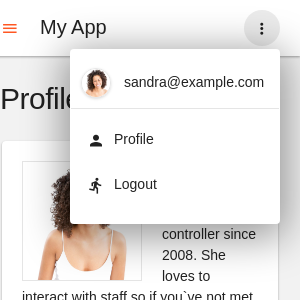 My App
sandra@example.com
Profile
Profile
Logout
controller since
2008. She
loves to
interact with staff so if you`ve not met